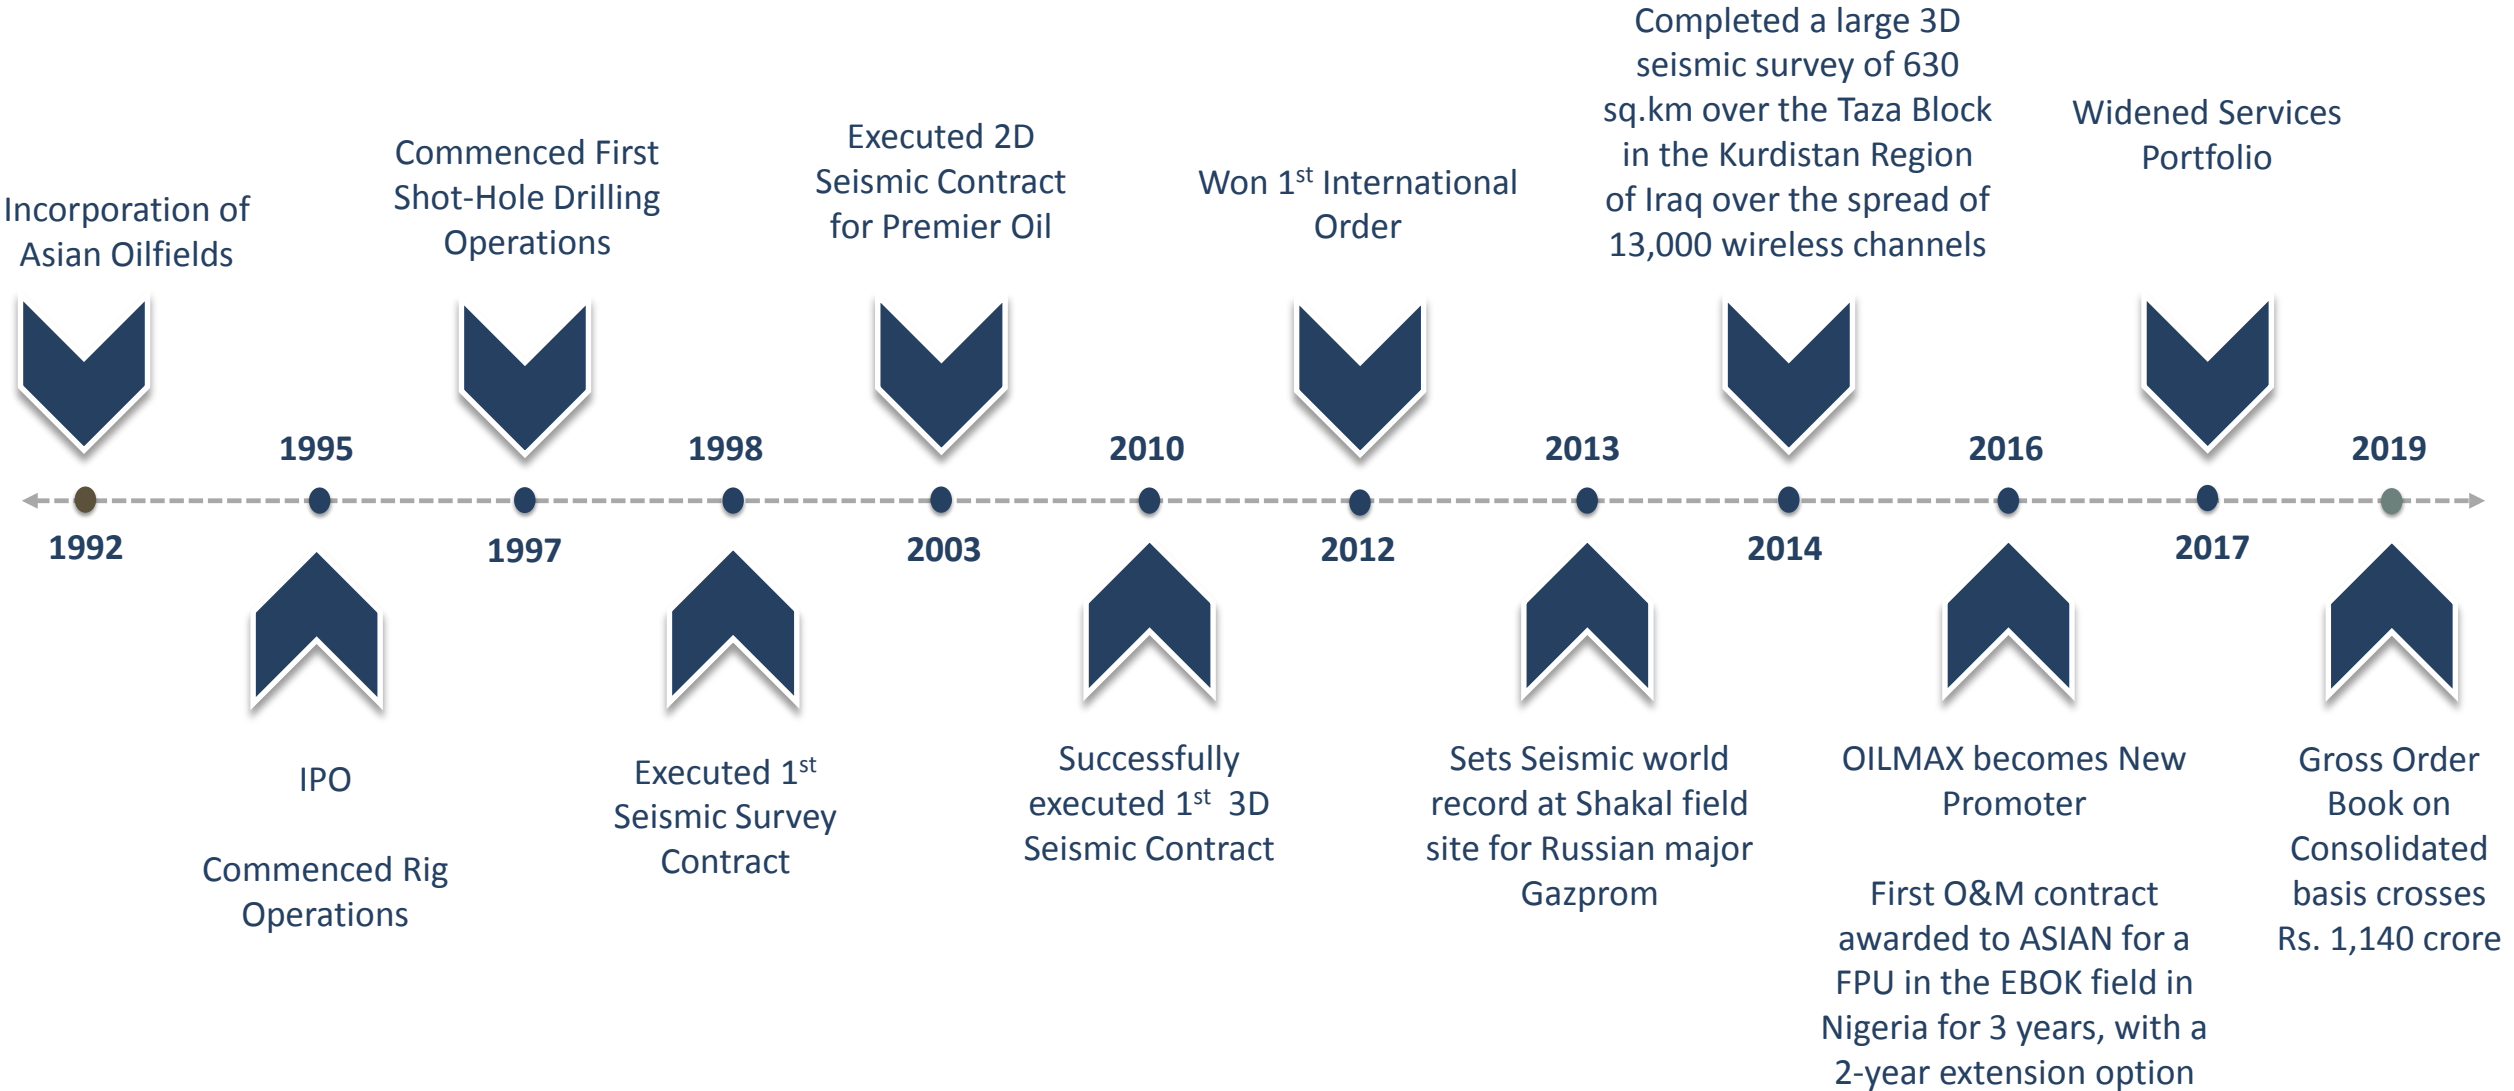 Incorporation of
Asian Oilfields
1992
1995
IPO
Commenced Rig
Operations
Commenced First
Shot-Hole Drilling
Operations
1997
1998
Executed 1st
Seismic Survey
Contract
Executed 2D
Seismic Contract
for Premier Oil
2003
2010
Successfully
executed 1st 3D
Seismic Contract
Won 1st International
Order
2012
2013
Sets Seismic world
record at Shakal field
site for Russian major
Gazprom
Completed a large 3D
seismic survey of 630
sq.km over the Taza Block
in the Kurdistan Region
of Iraq over the spread of
13,000 wireless channels
2014
2016
OILMAX becomes New
Promoter
First O&M contract
awarded to ASIAN for a
FPU in the EBOK field in
Nigeria for 3 years, with a
2-year extension option
Widened Services
Portfolio
2017
2019
Gross Order
Book on
Consolidated
basis crosses
Rs. 1,140 crore